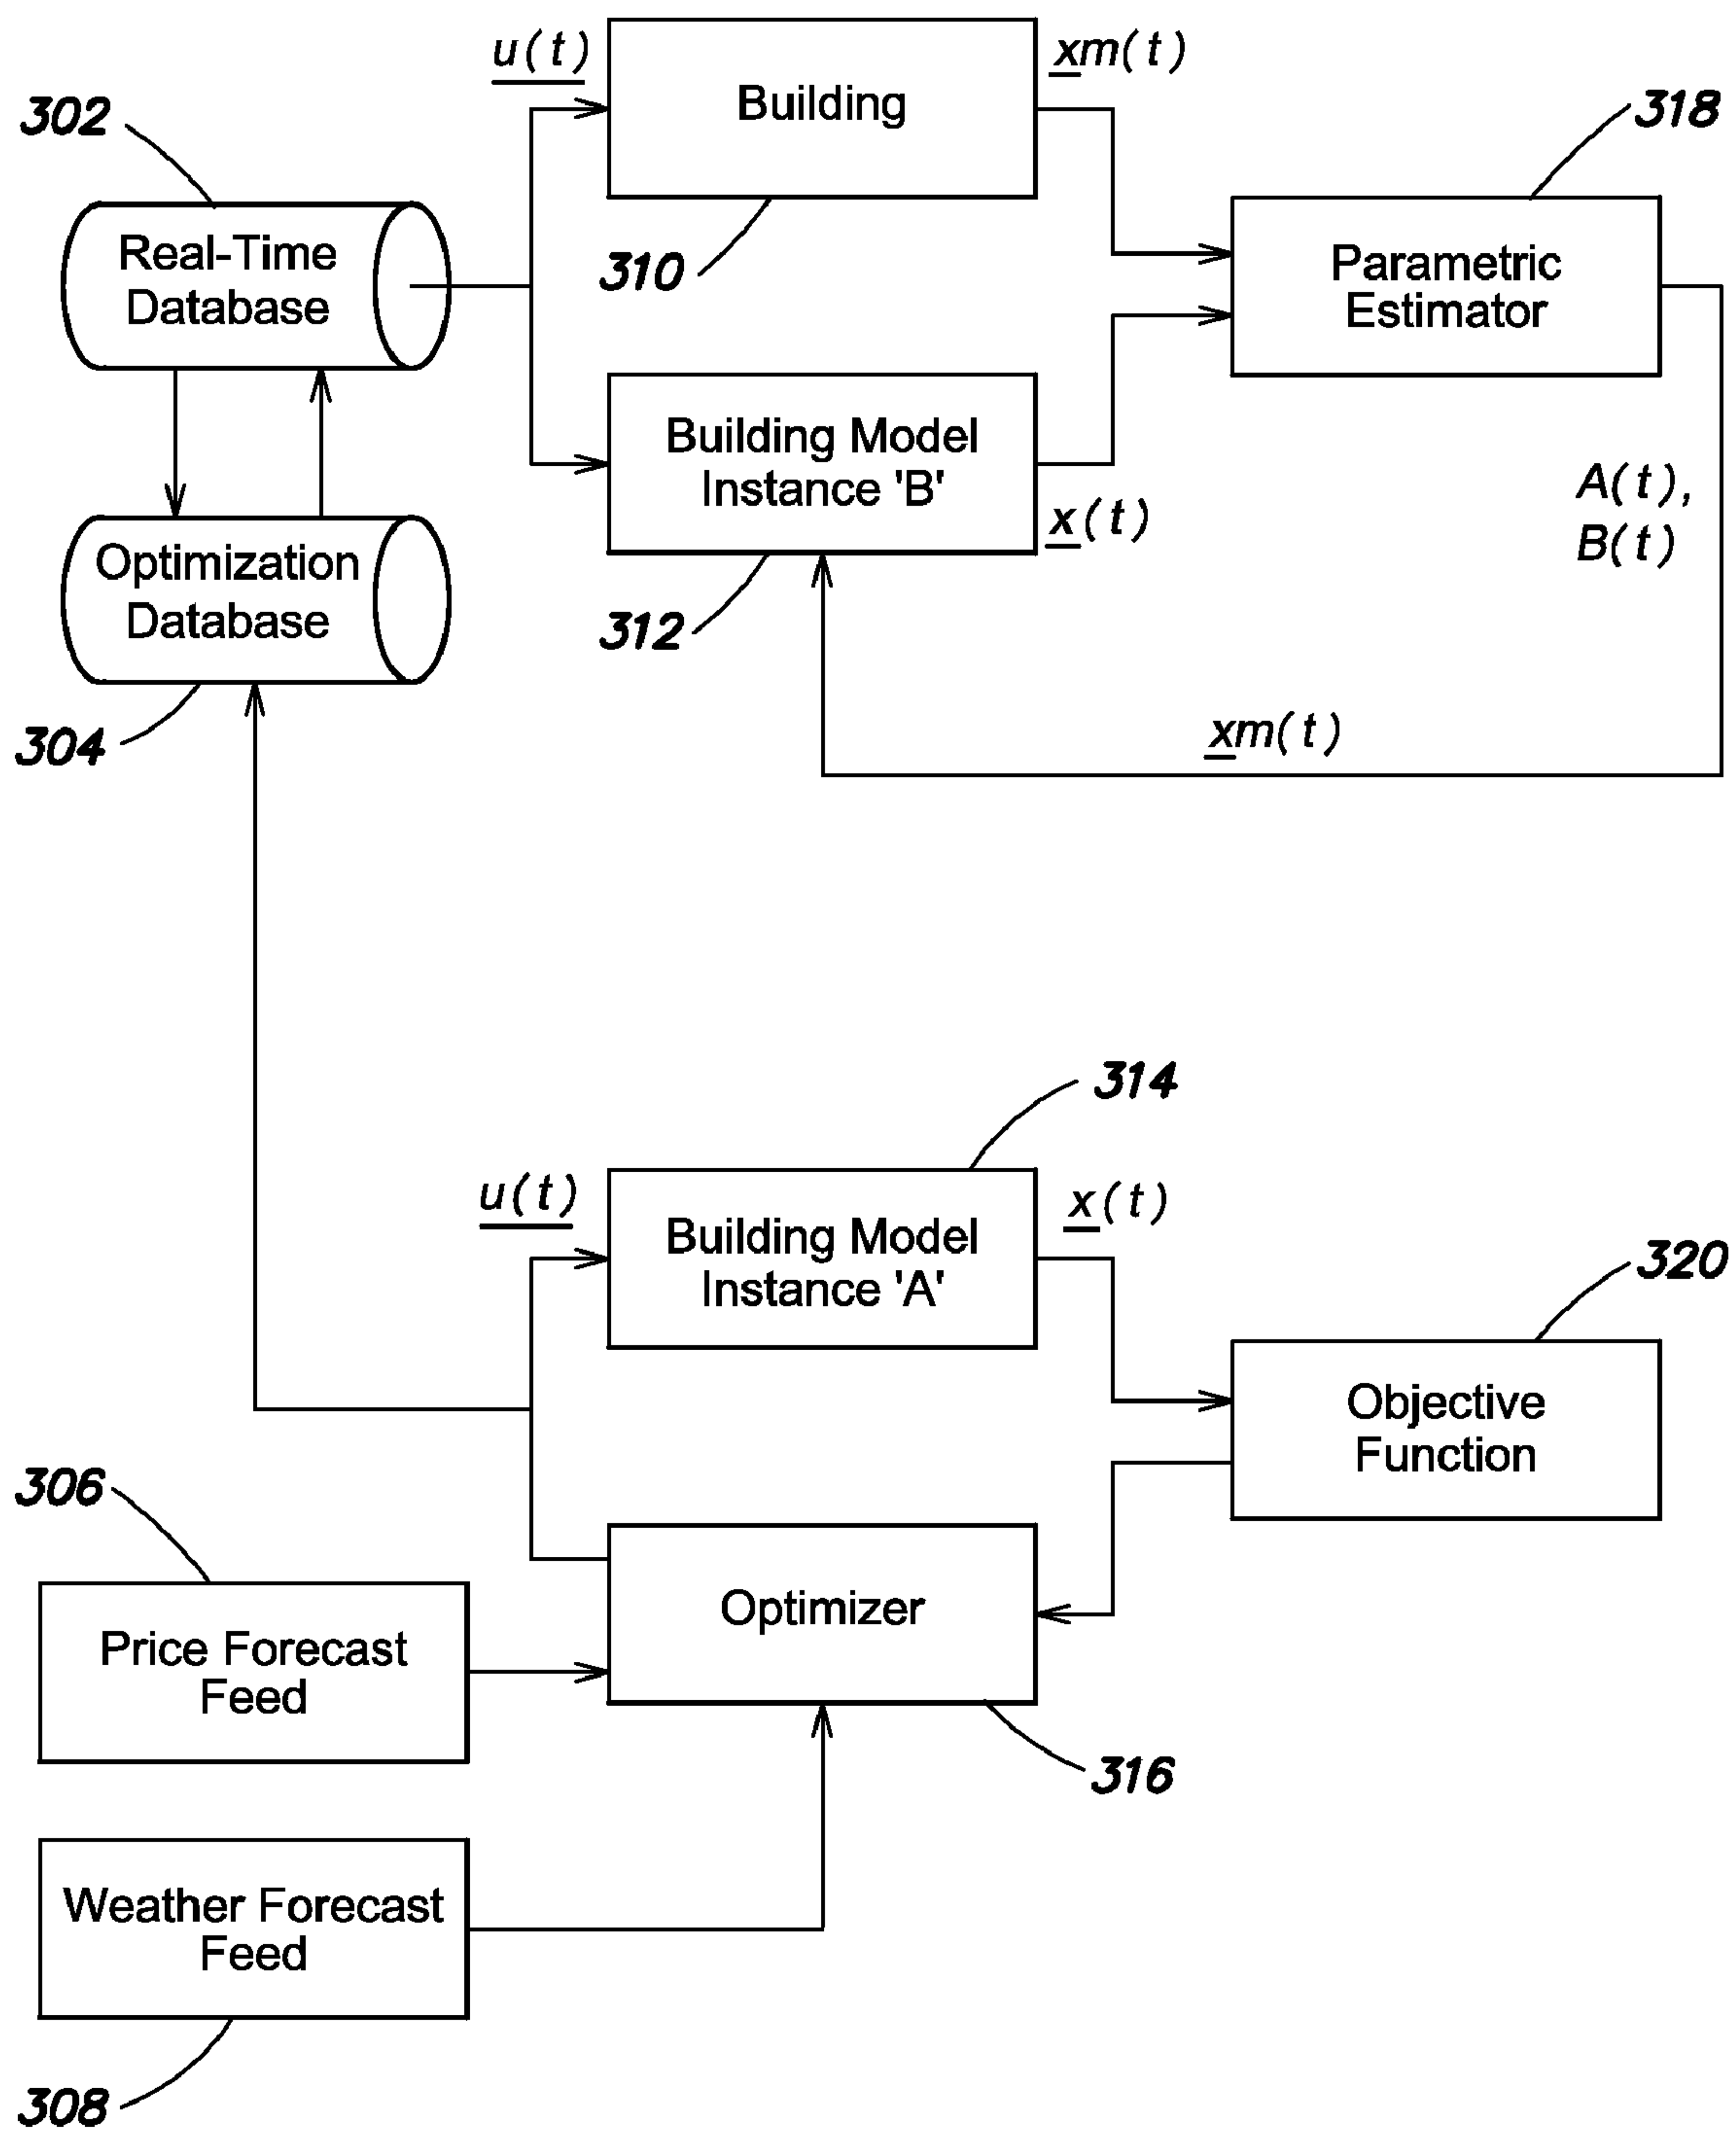 u(t)
Building
xm(t)
302
318
Real-Time
Database
310
Parametric
Estimator
Building Model
Instance 'B'
x(t)
A(t),
B(t)
Optimization
Database
312
304
xm(t)
314
u(t)
Building Model
Instance 'A'
x(t)
320
Objective
Function
306
Optimizer
Price Forecast
Feed
316
Weather Forecast
Feed
308